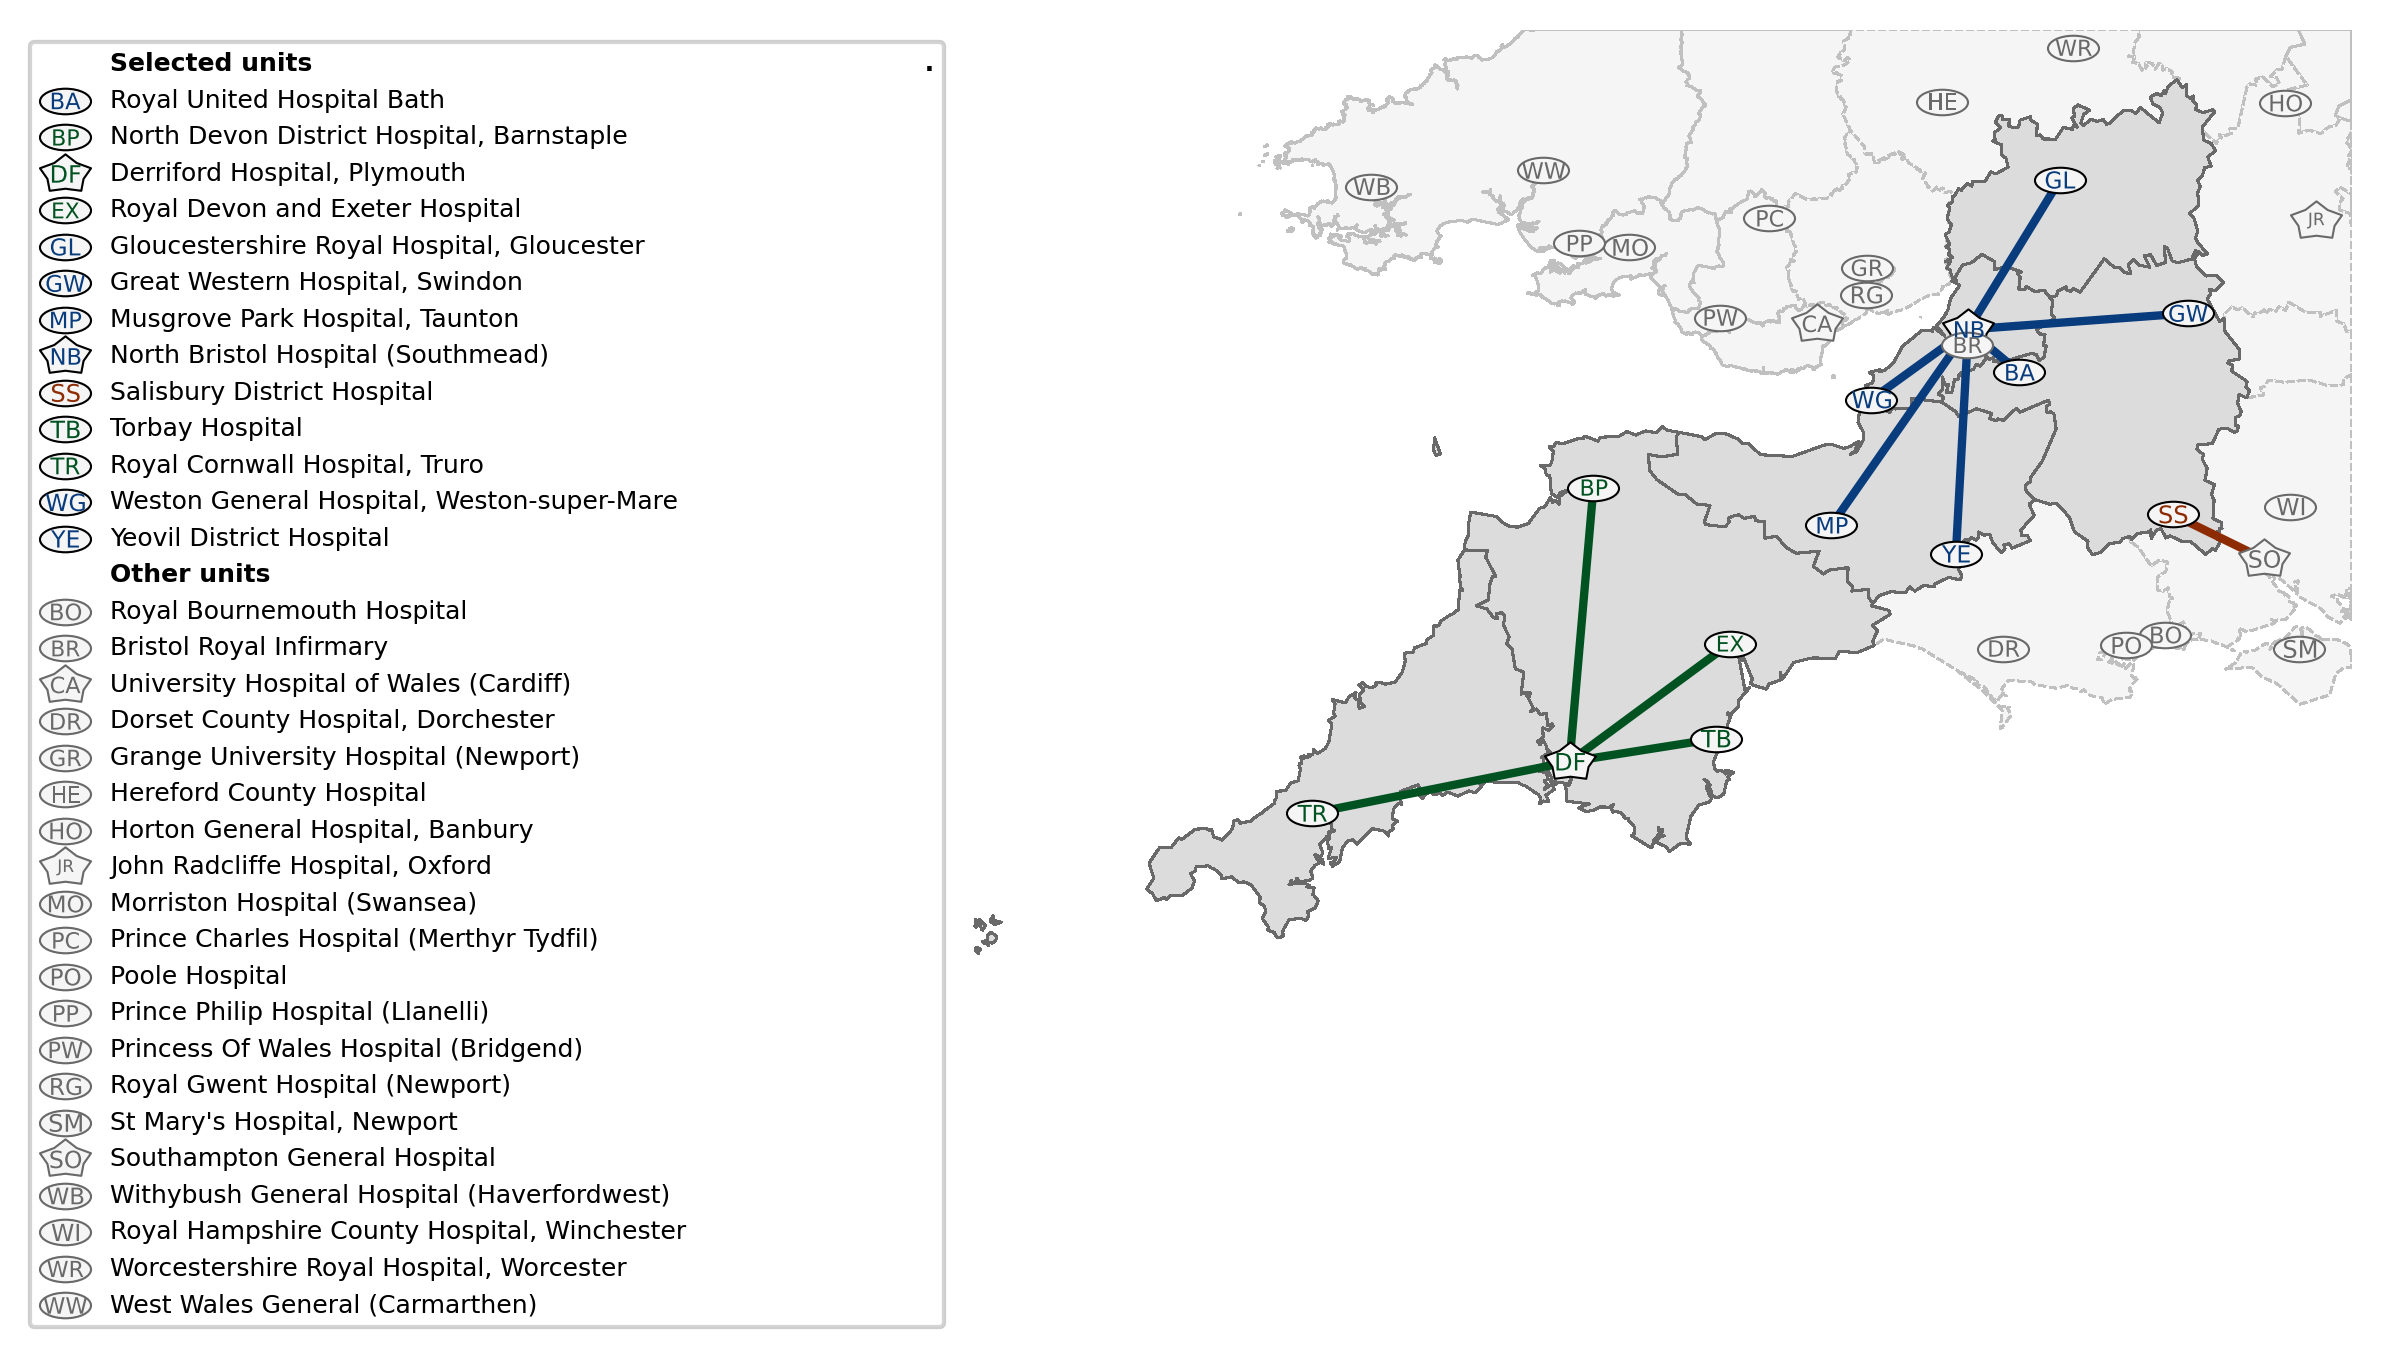 Selected units .
BA Royal United Hospital Bath
BP North Devon District Hospital, Barnstaple
DF Derriford Hospital, Plymouth
EX Royal Devon and Exeter Hospital
GL Gloucestershire Royal Hospital, Gloucester
GW Great Western Hospital, Swindon
MP Musgrove Park Hospital, Taunton
NB North Bristol Hospital (Southmead)
SS Salisbury District Hospital
TB Torbay Hospital
TR Royal Cornwall Hospital, Truro
WG Weston General Hospital, Weston-super-Mare
YE Yeovil District Hospital
Other units
BO Royal Bournemouth Hospital
BR Bristol Royal Infirmary
CA University Hospital of Wales (Cardiff)
DR Dorset County Hospital, Dorchester
GR Grange University Hospital (Newport)
HE Hereford County Hospital
HO Horton General Hospital, Banbury
JR John Radcliffe Hospital, Oxford
MO Morriston Hospital (Swansea)
PC Prince Charles Hospital (Merthyr Tydfil)
PO Poole Hospital
PP Prince Philip Hospital (Llanelli)
PW Princess Of Wales Hospital (Bridgend)
RG Royal Gwent Hospital (Newport)
SM St Mary's Hospital, Newport
SO Southampton General Hospital
WB Withybush General Hospital (Haverfordwest)
WI Royal Hampshire County Hospital, Winchester
WR Worcestershire Royal Hospital, Worcester
WW West Wales General (Carmarthen)
WR
HE
HO
WW
GL
WB
PC
JR
PP
MO
GR
RG
GW
PW
CA
NB
BR
BA
WG
BP
WI
SS
MP
YE
SO
BO
EX
PO
DR
SM
TB
DF
TR